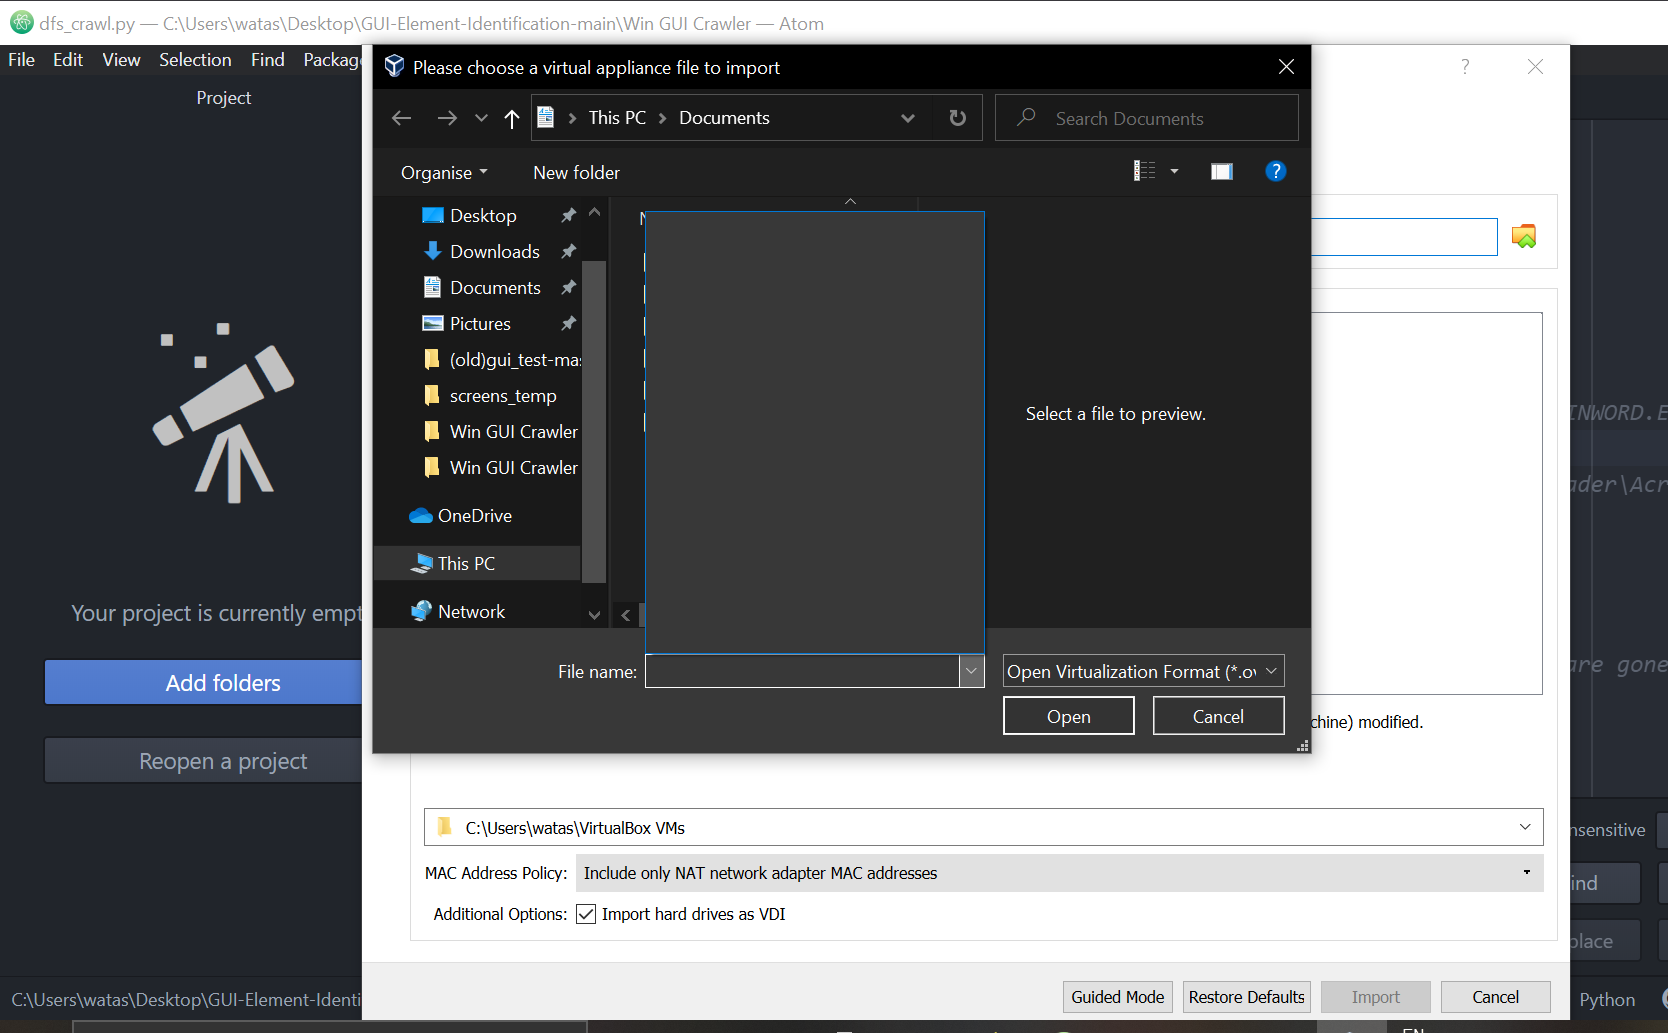 dfs_crawl.py — C:\Users\watas\Desktop\GUI-Element-Identification-main\Win GUI Crawler — Atom
File Edit View Selection Find Package
Project
Your project is currently empt
Add folders
Reopen a project
C:\Users\watas\Desktop\GUI-Element-Identi
Please choose a virtual appliance file to import
This PC > Documents
Search Documents
Organise
New folder
Desktop
Downloads
Documents
Pictures
(old)gui_test-mas
screens_temp
Win GUI Crawler
Win GUI Crawler
OneDrive
This PC
Network
Select a file to preview.
File name:
Open Virtualization Format (*.ov
Open
Cancel
?
chine) modified.
C:\Users\watas\VirtualBox VMs
MAC Address Policy:
Include only NAT network adapter MAC addresses
Additional Options:
Import hard drives as VDI
Guided Mode
Restore Defaults
Import
Cancel
INWORD.E
ader\Acr
are gone
nsensitive
ind
place
Python